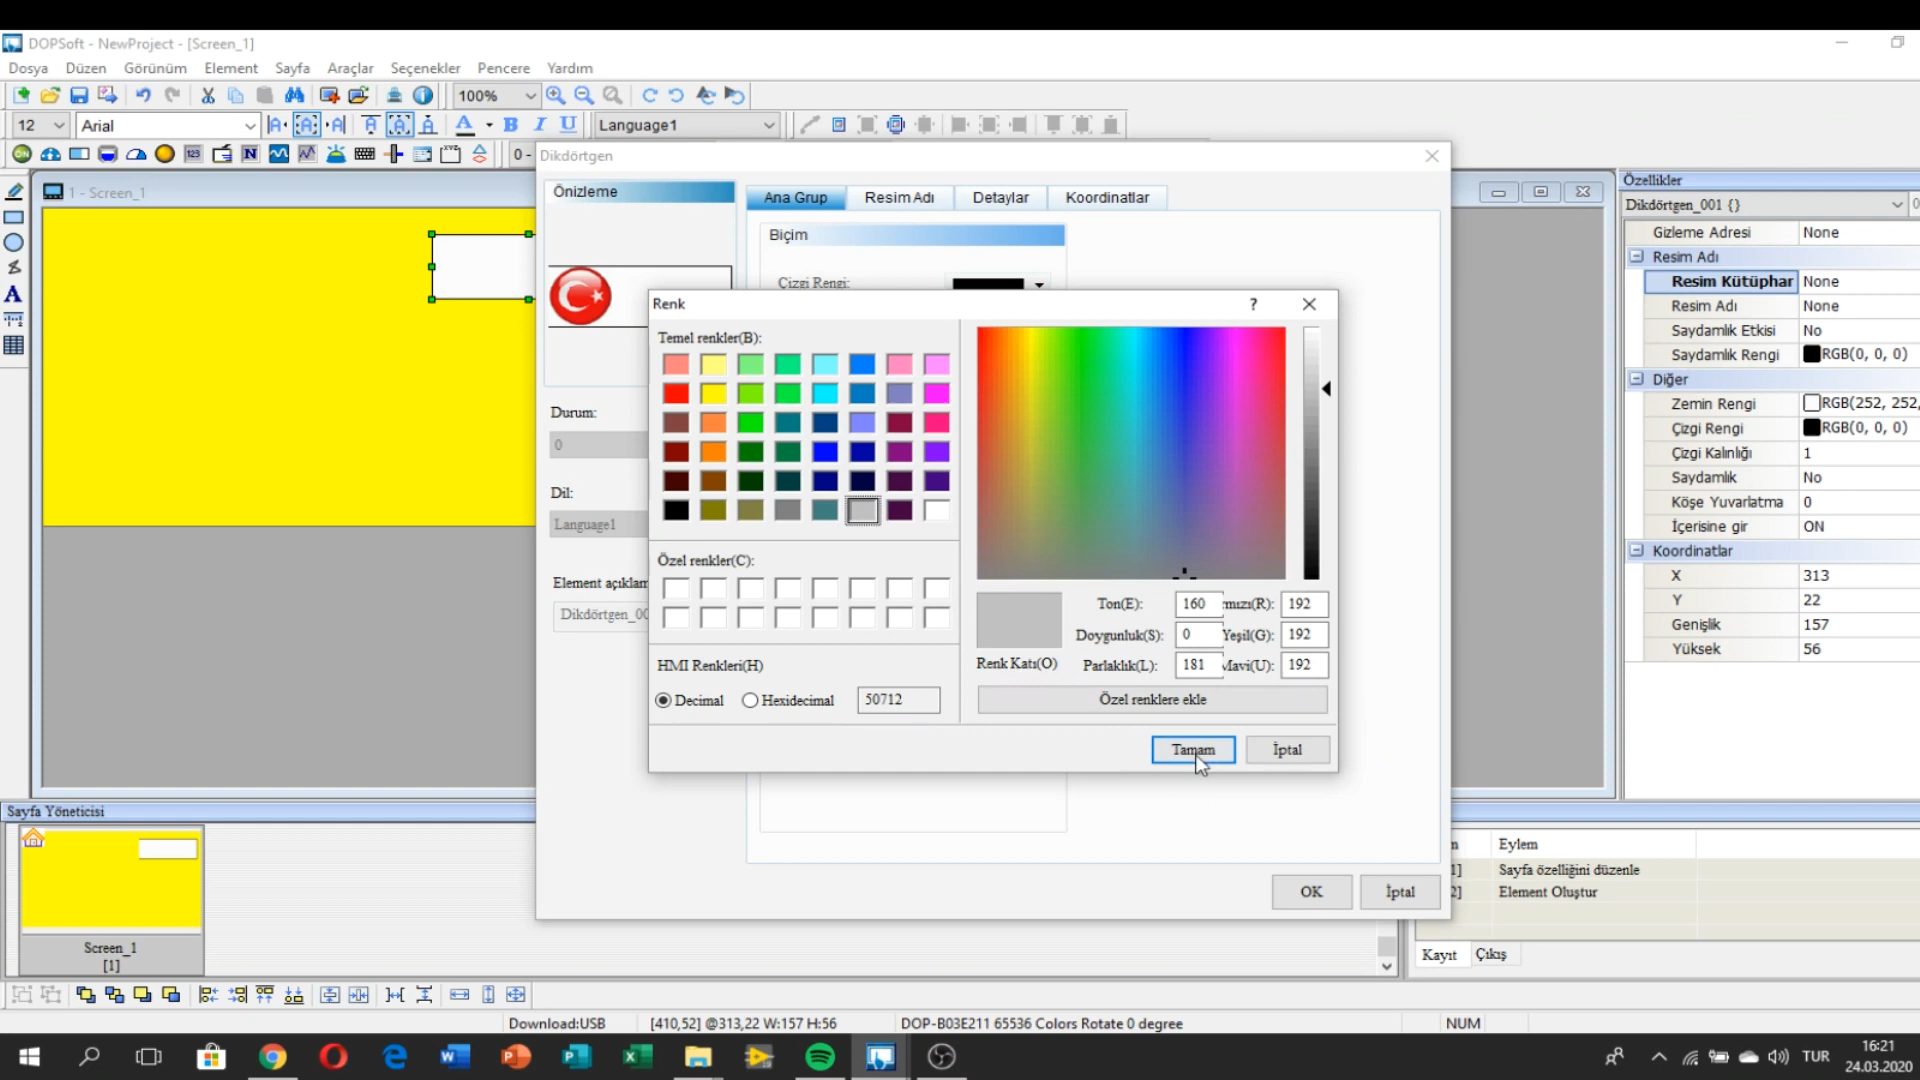 DOPSoft - NewProject - [Screen_1]
Dosya Düzen Görünüm Element Sayfa Araçlar Seçenekler Pencere Yardım
100%
12 Arial Language1
0 - Dikdörtgen
1 - Screen_1
Önizleme
Ana Grup Resim Adı Detaylar Koordinatlar
Biçim
Çizgi Rengi:
Durum:
0
Dil:
Language1
Element açıklam
Dikdörtgen_00
Renk
Temel renkler(B):
Özel renkler(C):
HMI Renkleri(H)
Decimal Hexidecimal 50712
Ton(E): 160 mızı(R): 192
Doygunluk(S): 0 Yeşil(G): 192
Renk Katı(O) Parlaklık(L): 181 Mavi(U): 192
Özel renklere ekle
Tamam İptal
OK İptal
Özellikler
Dikdörtgen_001 {}
Gizleme Adresi None
Resim Adı
Resim Kütüphar None
Resim Adı None
Saydamlık Etkisi No
Saydamlık Rengi RGB(0, 0, 0)
Diğer
Zemin Rengi RGB(252, 252,
Çizgi Rengi RGB(0, 0, 0)
Çizgi Kalınlığı 1
Saydamlık No
Köşe Yuvarlatma 0
İçerisine gir ON
Koordinatlar
X 313
Y 22
Genişlik 157
Yüksek 56
Sayfa Yöneticisi
Screen_1
[1]
Eylem
1] Sayfa özelliğini düzenle
2] Element Oluştur
Kayıt Çıkış
Download:USB [410,52] @313,22 W:157 H:56 DOP-B03E211 65536 Colors Rotate 0 degree NUM
TUR 16:21
24.03.2020